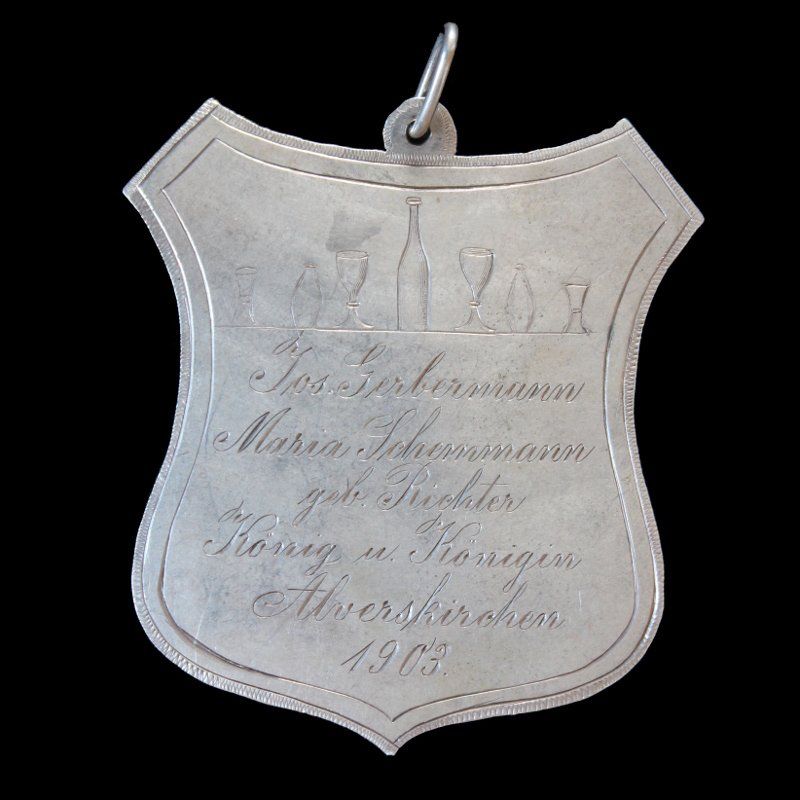 Jos. Gerbermann
Maria Schemmann
geb. Richter
König u. Königin
Alverskirchen
1903.